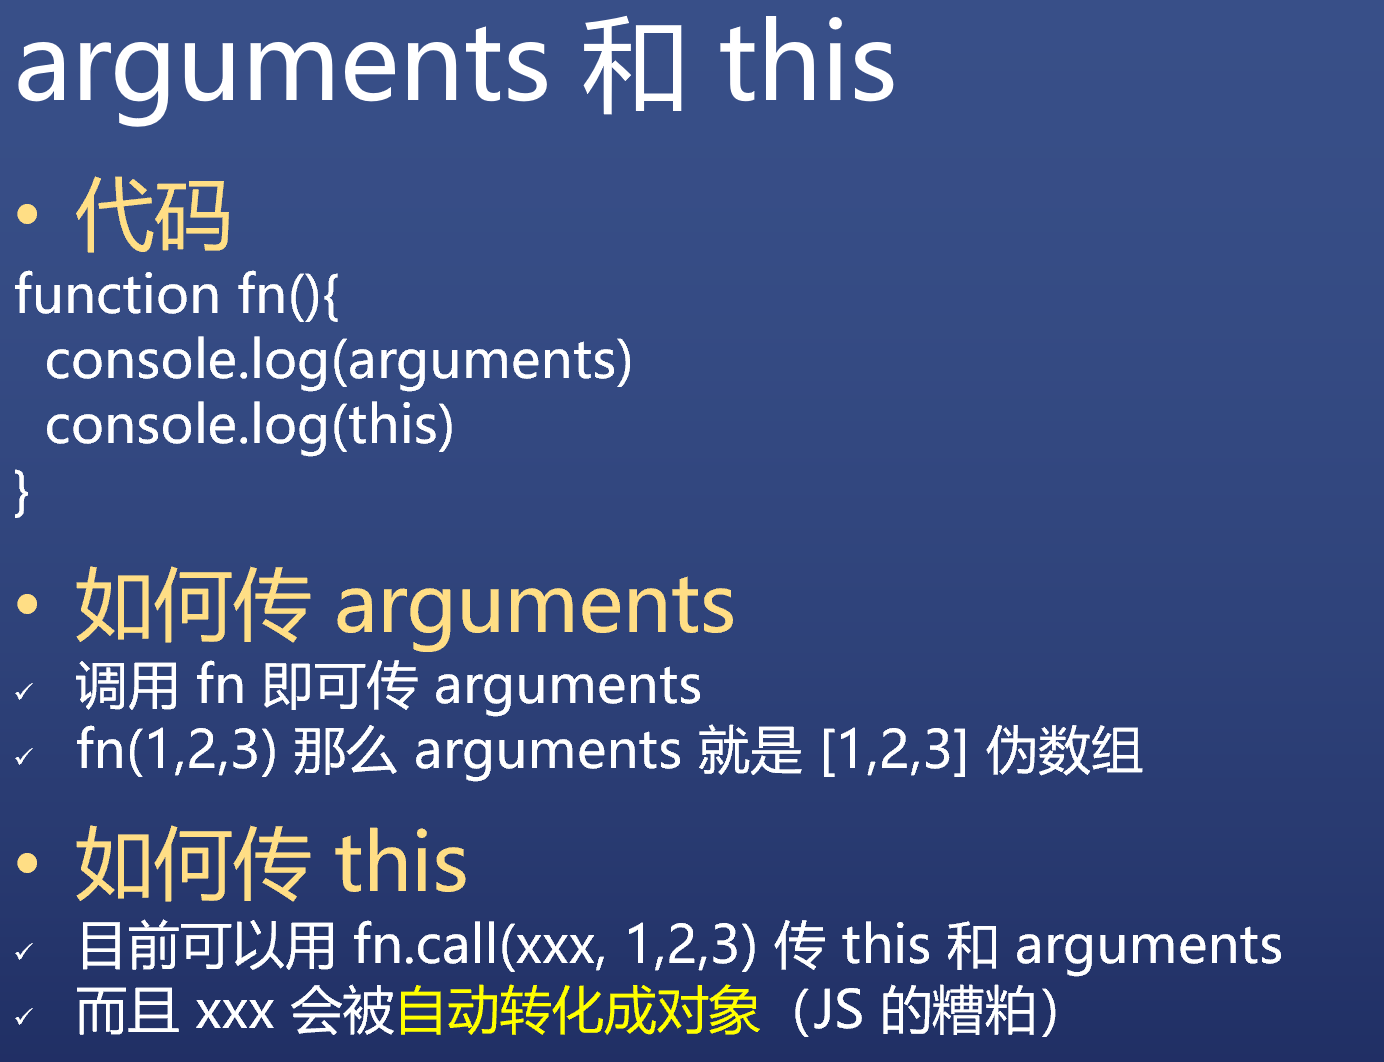 arguments 和 this
• 代码
function fn(){
  console.log(arguments)
  console.log(this)
}
• 如何传 arguments
✓ 调用 fn 即可传 arguments
✓ fn(1,2,3) 那么 arguments 就是 [1,2,3] 伪数组
• 如何传 this
✓ 目前可以用 fn.call(xxx, 1,2,3) 传 this 和 arguments
✓ 而且 xxx 会被自动转化成对象（JS 的糟粕）